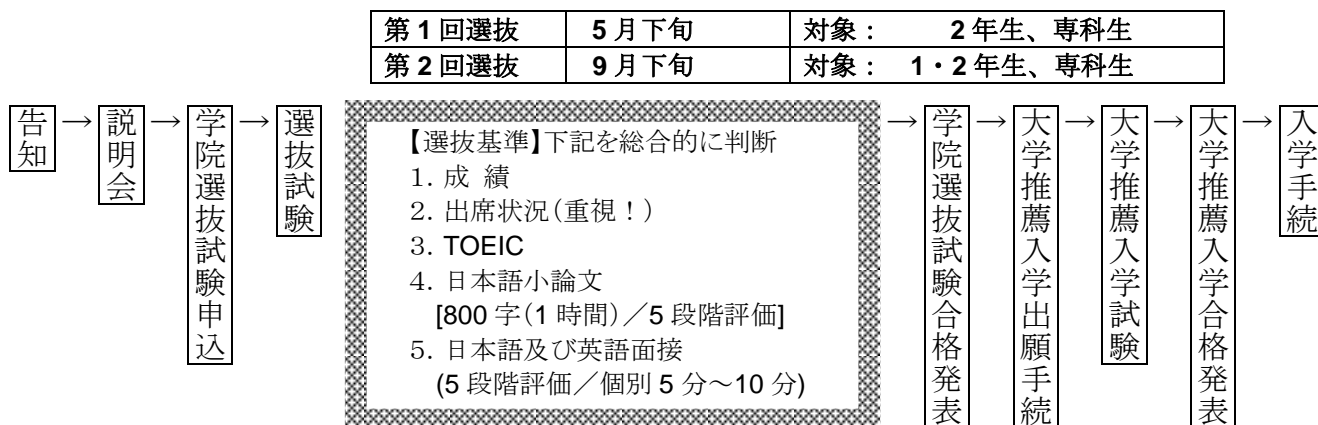 第1回選抜 5月下旬 対象： 2年生、専科生
第2回選抜 9月下旬 対象： 1・2年生、専科生
告知
→
説明会
→
学院選抜試験申込
→
選抜試験
【選抜基準】下記を総合的に判断
1．成 績
2．出席状況（重視！）
3．TOEIC
4．日本語小論文
[800字（1時間）／5段階評価]
5．日本語及び英語面接
(5段階評価／個別5分～10分)
→
学院選抜試験合格発表
→
大学推薦入学出願手続
→
大学推薦入学試験
→
大学推薦入学合格発表
→
入学手続